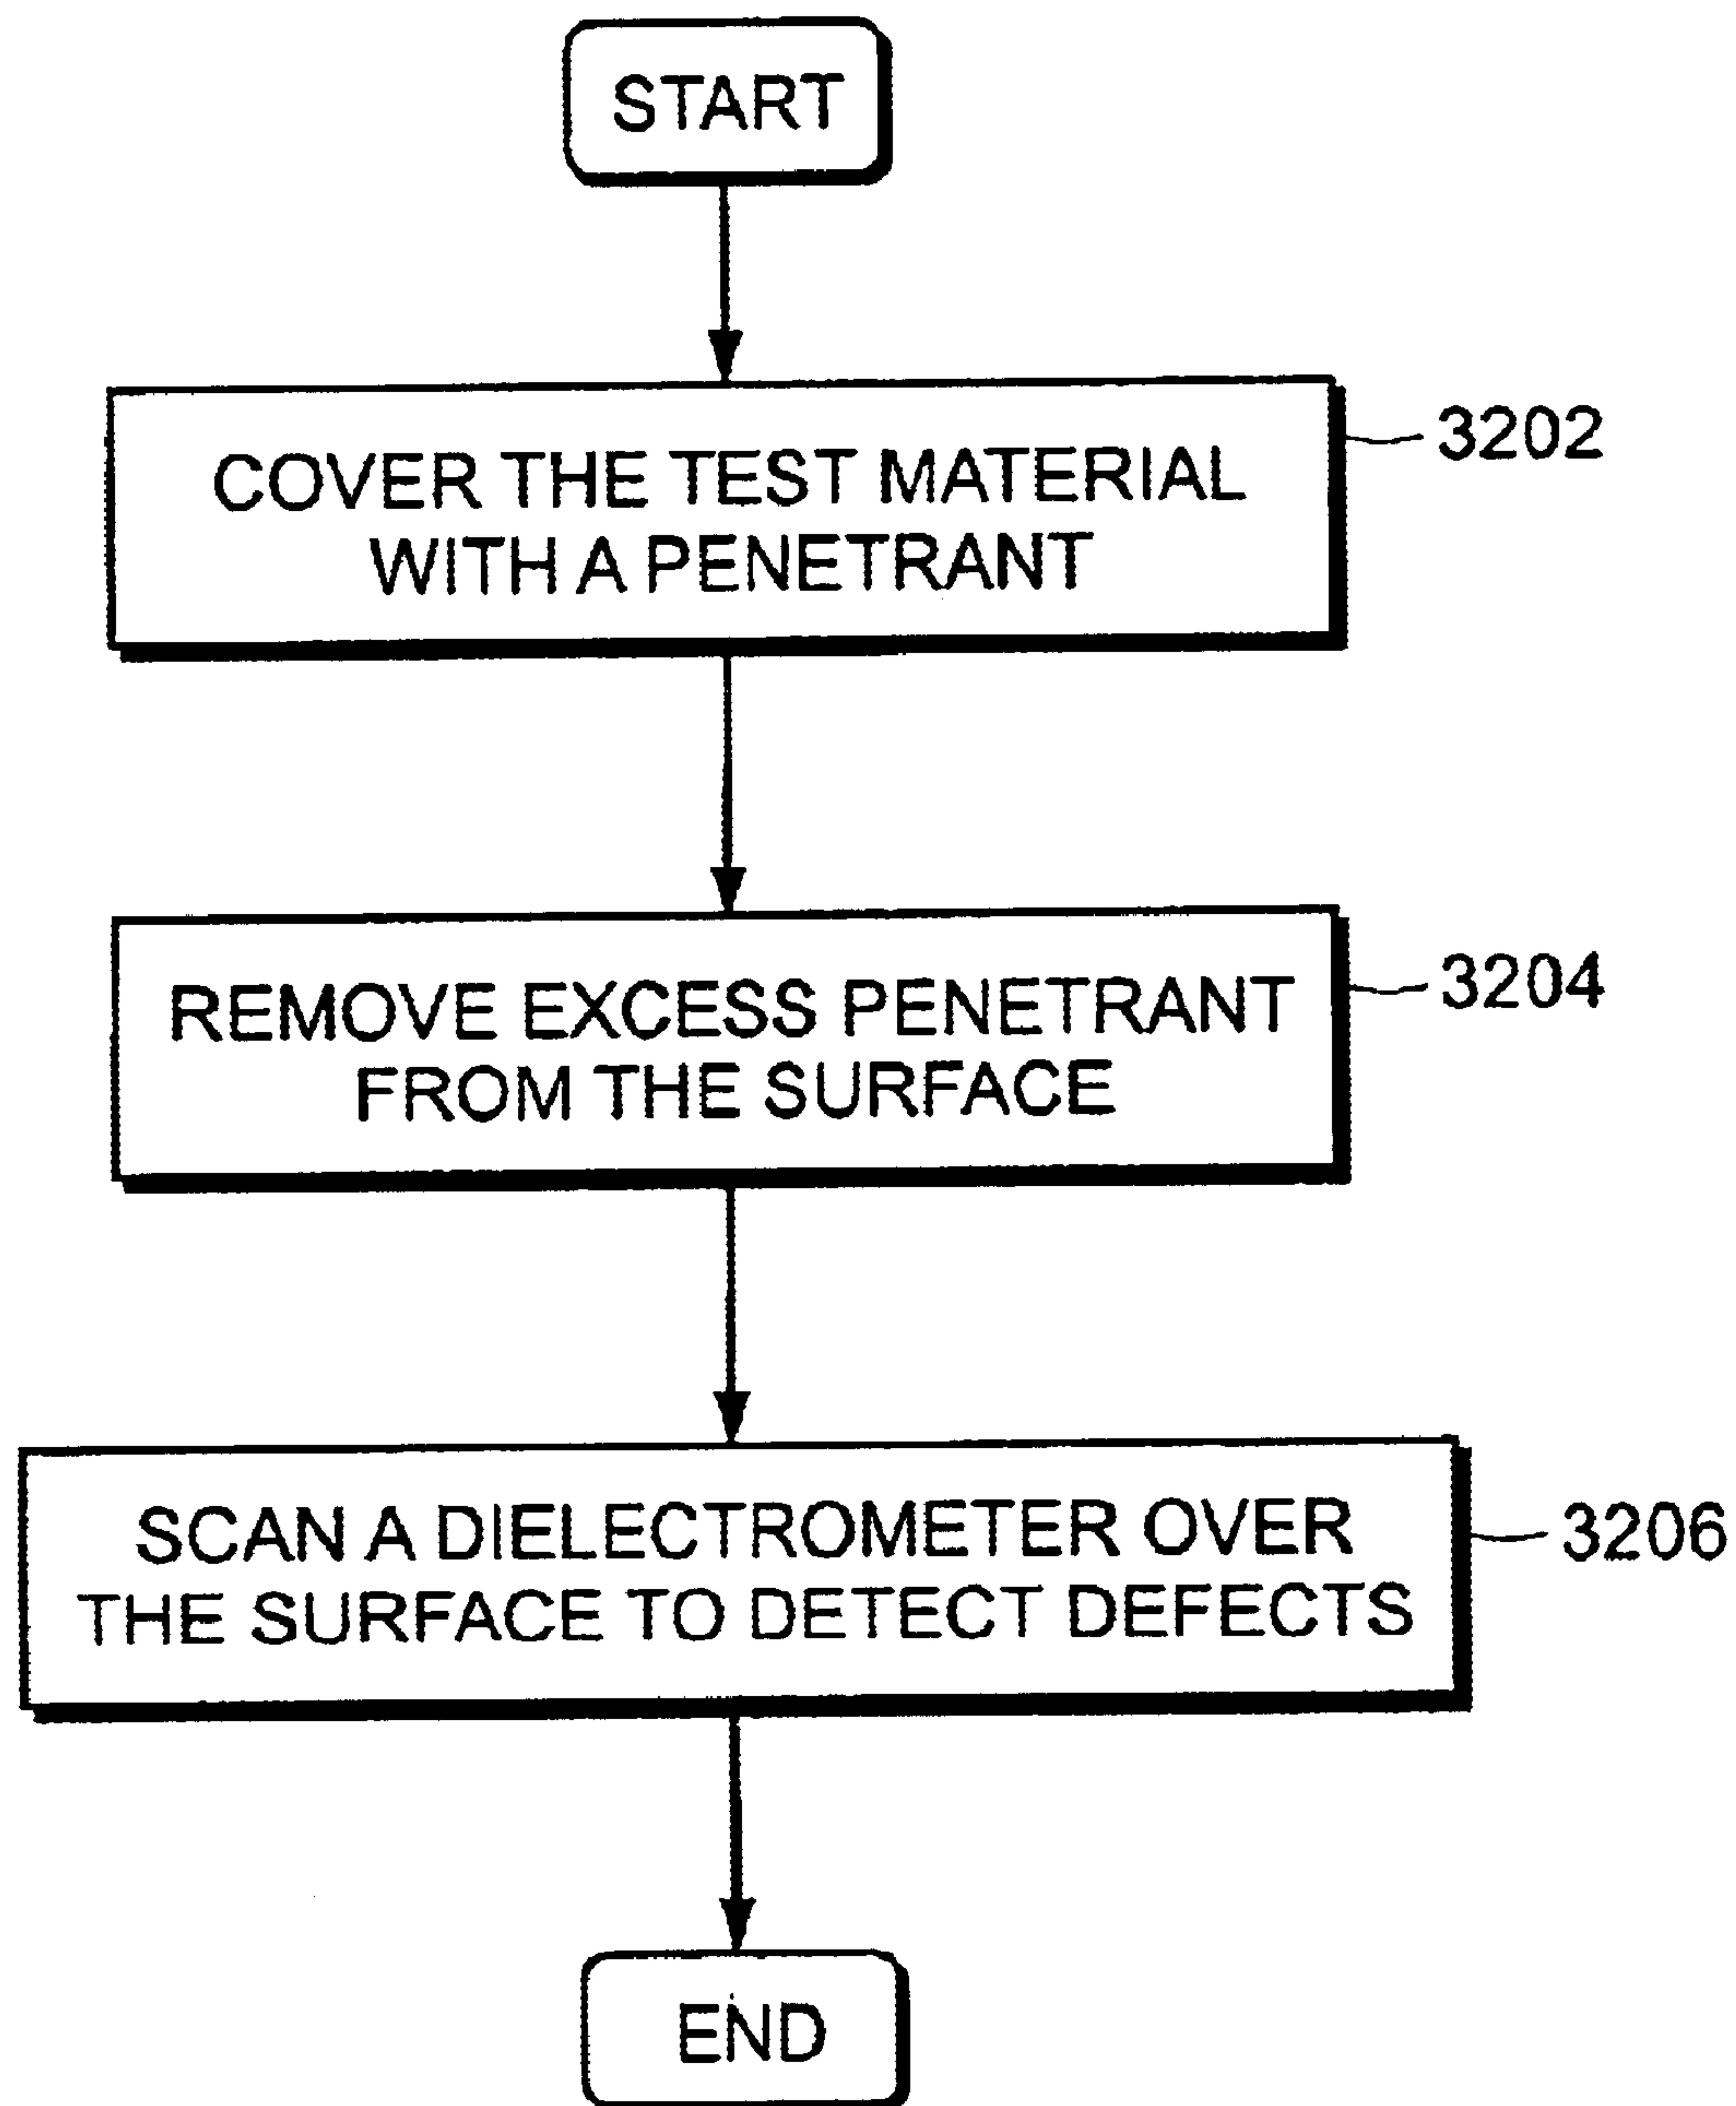 START
COVER THE TEST MATERIAL
WITH A PENETRANT
3202
REMOVE EXCESS PENETRANT
FROM THE SURFACE
3204
SCAN A DIELECTROMETER OVER
THE SURFACE TO DETECT DEFECTS
3206
END